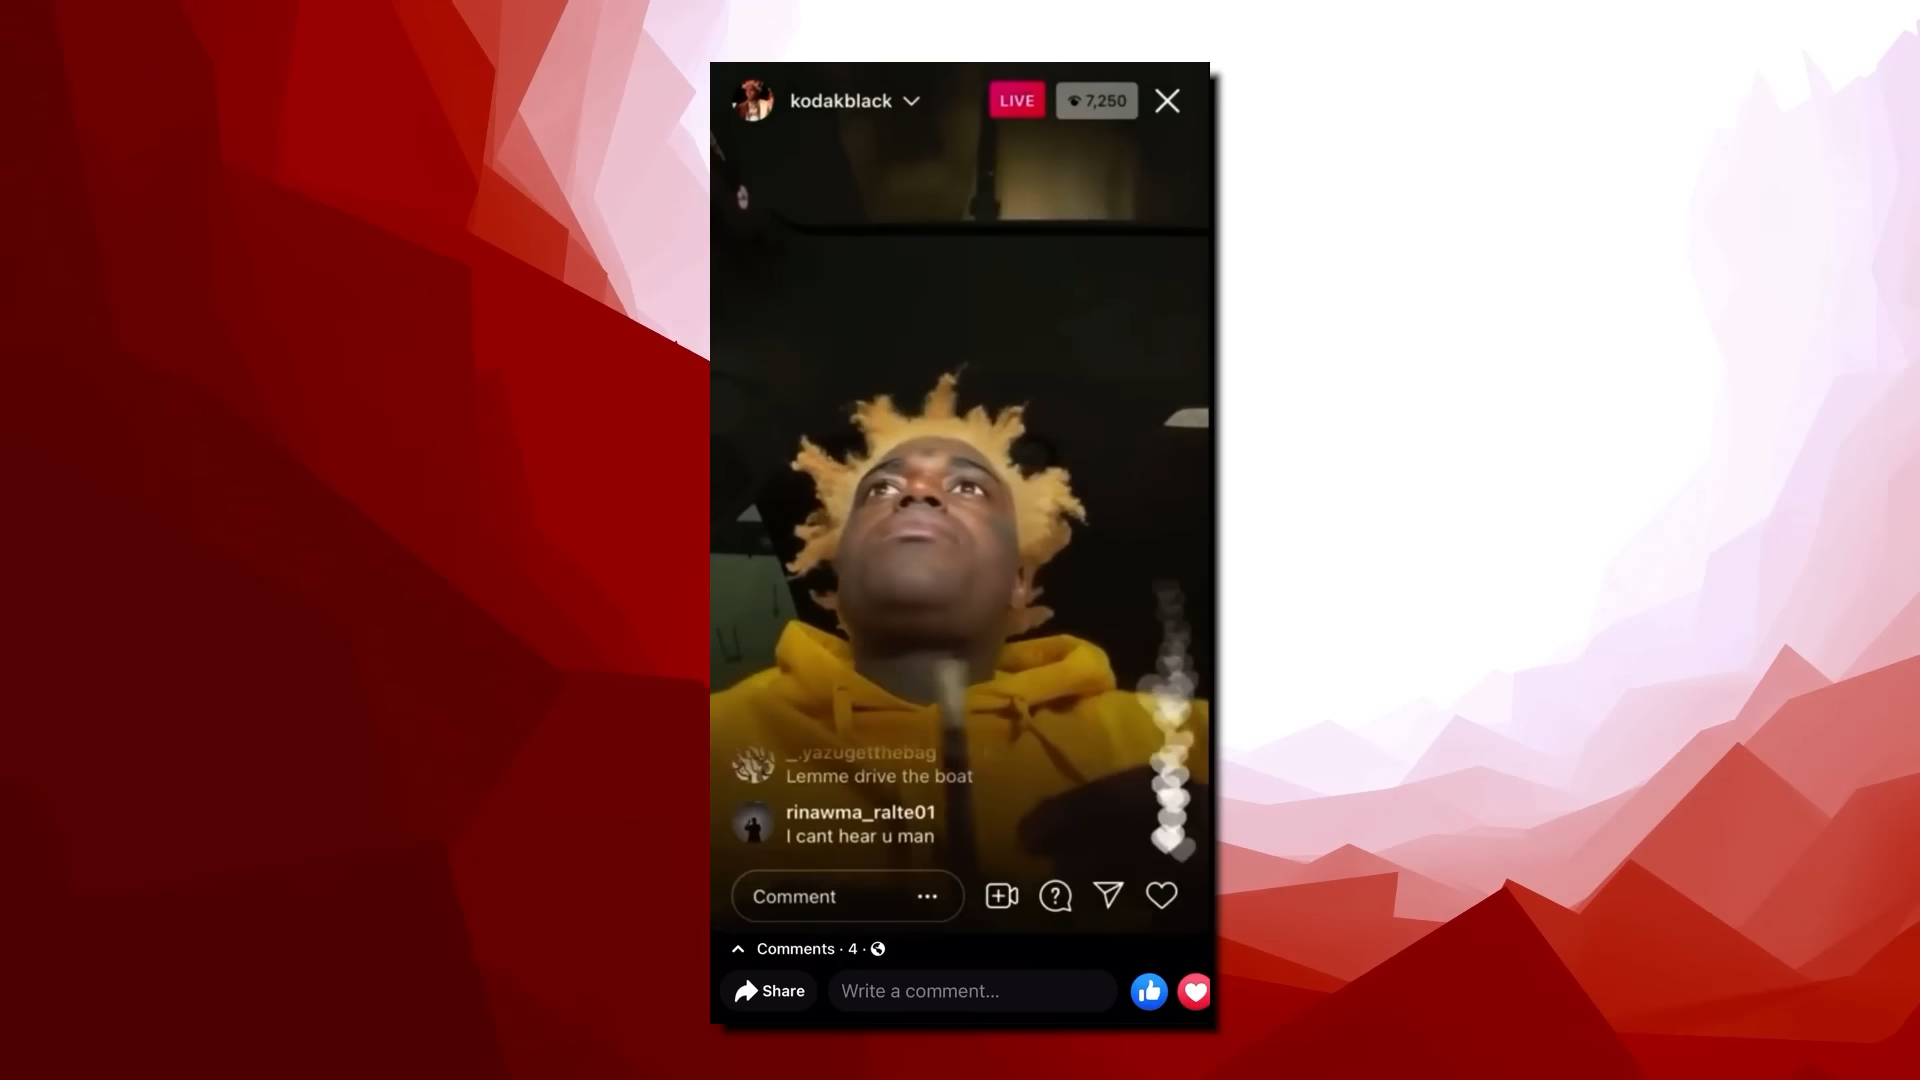 kodakblack
LIVE
7,250
_.yazugetthebag
Lemme drive the boat
rinawma_ralte01
I cant hear u man
Comment
Comments · 4 ·
Share
Write a comment...